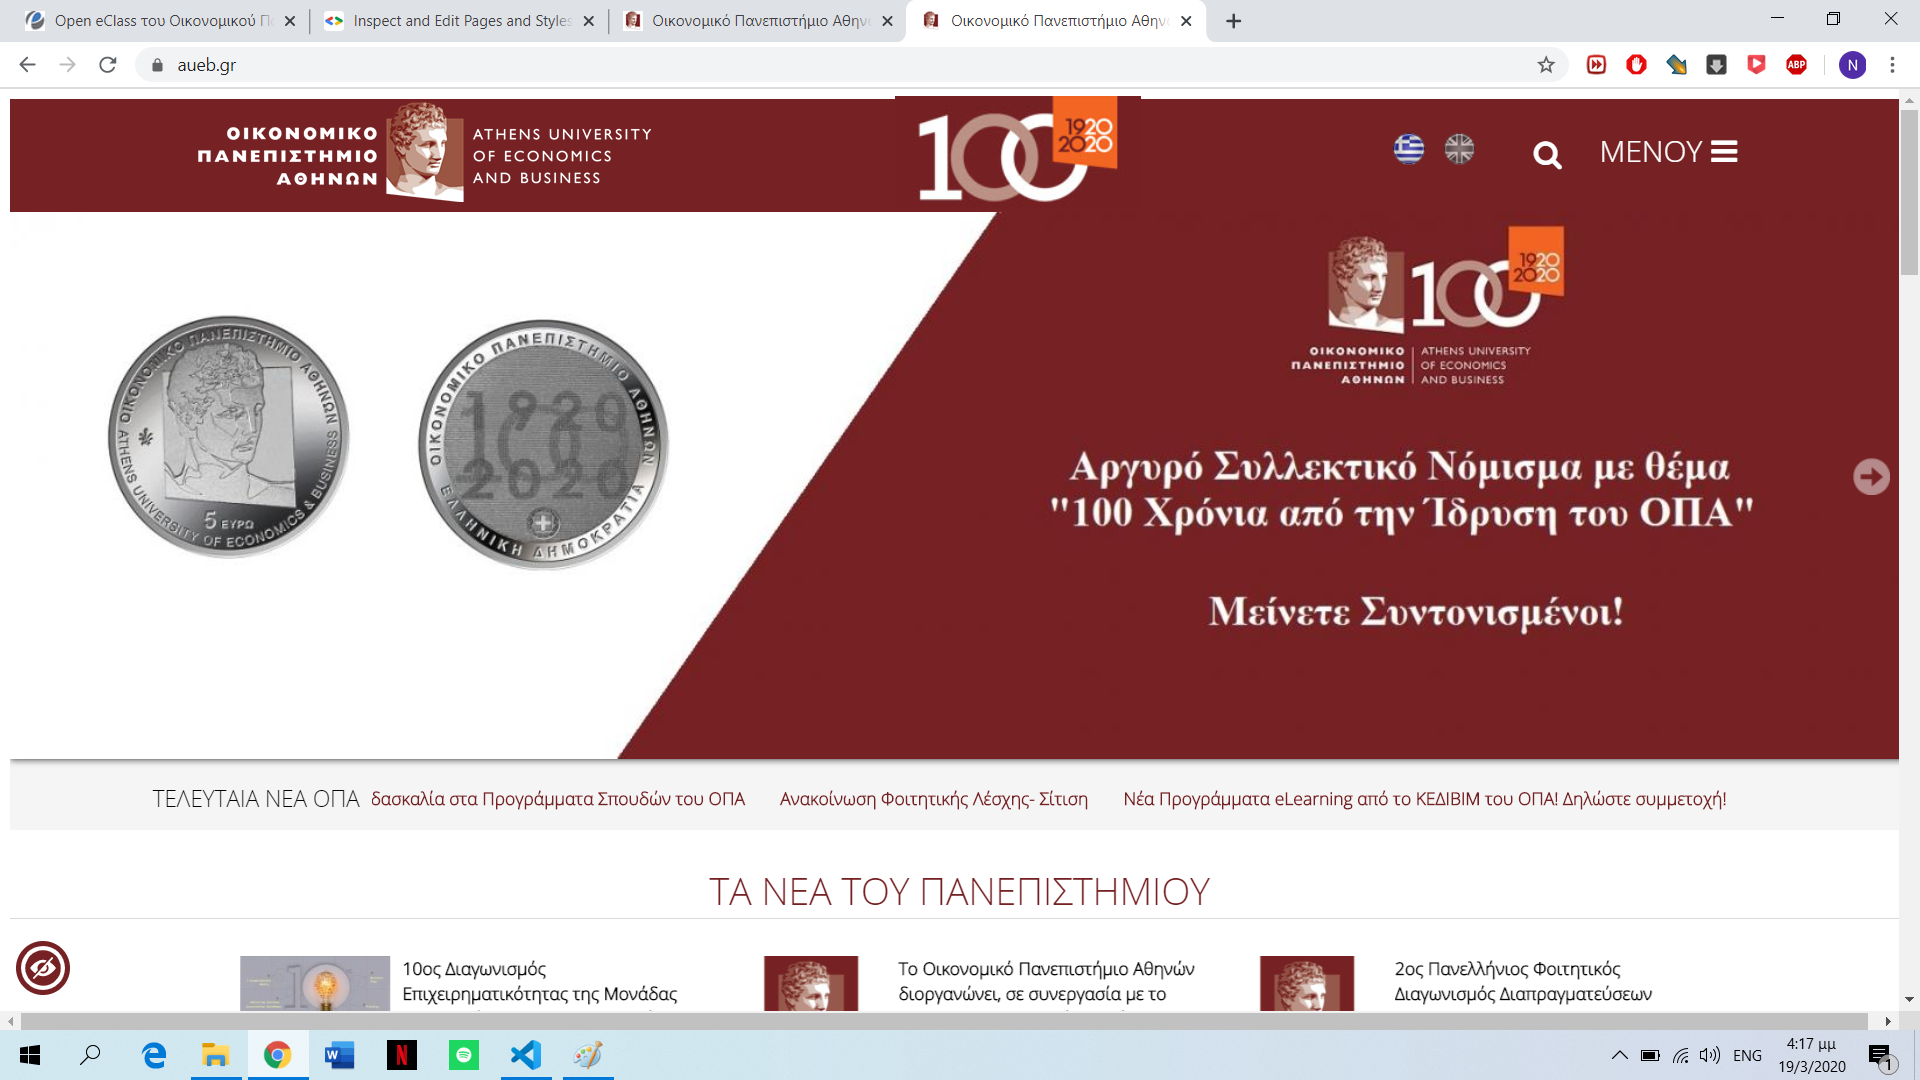 Open eClass του Οικονομικού Π
Inspect and Edit Pages and Styles
Οικονομικό Πανεπιστήμιο Αθην
Οικονομικό Πανεπιστήμιο Αθην
aueb.gr
ABP
N
ΟΙΚΟΝΟΜΙΚΟ
ΠΑΝΕΠΙΣΤΗΜΙΟ
ΑΘΗΝΩΝ
ATHENS UNIVERSITY
OF ECONOMICS
AND BUSINESS
100
1920
2020
ΜΕΝΟΥ
ΟΙΚΟΝΟΜΙΚΟ ΠΑΝΕΠΙΣΤΗΜΙΟ ΑΘΗΝΩΝ
ATHENS UNIVERSITY OF ECONOMICS & BUSINESS
5 ΕΥΡΩ
ΟΙΚΟΝΟΜΙΚΟ ΠΑΝΕΠΙΣΤΗΜΙΟ ΑΘΗΝΩΝ
1920
100
2020
ΕΛΛΗΝΙΚΗ ΔΗΜΟΚΡΑΤΙΑ
100
1920
2020
ΟΙΚΟΝΟΜΙΚΟ
ΠΑΝΕΠΙΣΤΗΜΙΟ
ΑΘΗΝΩΝ
ATHENS UNIVERSITY
OF ECONOMICS
AND BUSINESS
Αργυρό Συλλεκτικό Νόμισμα με θέμα
"100 Χρόνια από την Ίδρυση του ΟΠΑ"
Μείνετε Συντονισμένοι!
ΤΕΛΕΥΤΑΙΑ ΝΕΑ ΟΠΑ
δασκαλία στα Προγράμματα Σπουδών του ΟΠΑ
Ανακοίνωση Φοιτητικής Λέσχης- Σίτιση
Νέα Προγράμματα eLearning από το ΚΕΔΙΒΙΜ του ΟΠΑ! Δηλώστε συμμετοχή!
ΤΑ ΝΕΑ ΤΟΥ ΠΑΝΕΠΙΣΤΗΜΙΟΥ
10ος Διαγωνισμός
Επιχειρηματικότητας της Μονάδας
Το Οικονομικό Πανεπιστήμιο Αθηνών
διοργανώνει, σε συνεργασία με το
2ος Πανελλήνιος Φοιτητικός
Διαγωνισμός Διαπραγματεύσεων
ENG
4:17 μμ
19/3/2020
1